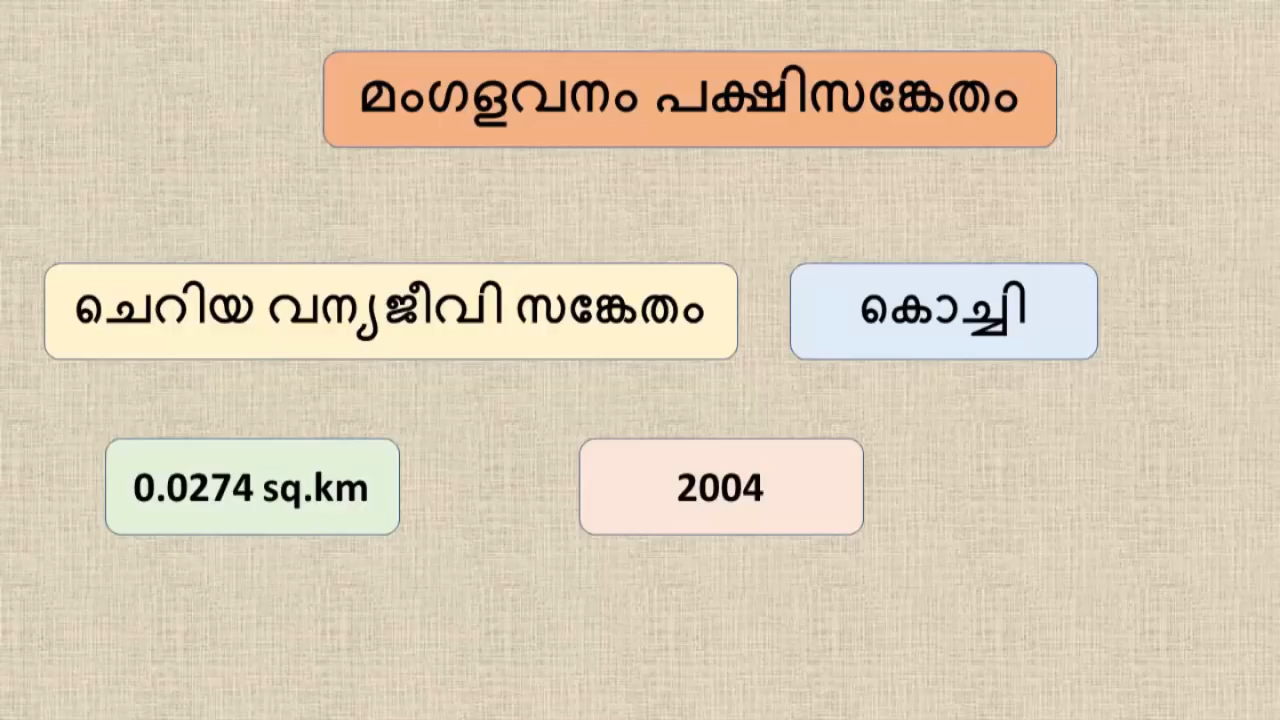 മംഗളവനം പക്ഷിസങ്കേതം
ചെറിയ വന്യജീവി സങ്കേതം
കൊച്ചി
0.0274 sq.km
2004